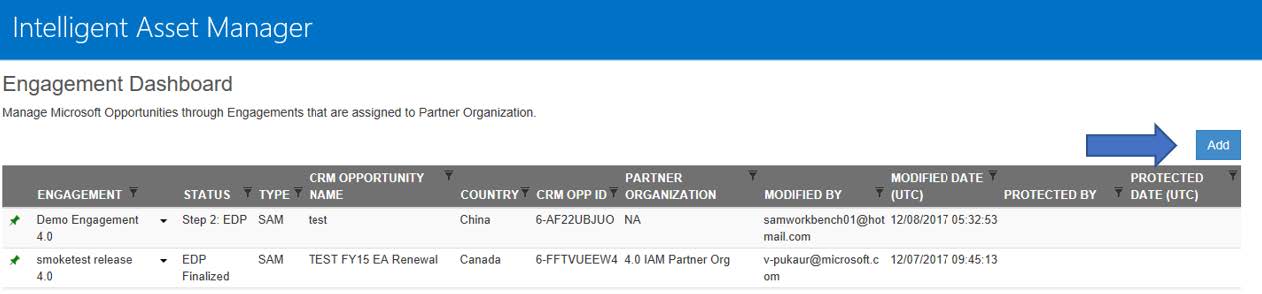 Intelligent Asset Manager
Engagement Dashboard
Manage Microsoft Opportunities through Engagements that are assigned to Partner Organization.
Add
ENGAGEMENT STATUS TYPE CRM OPPORTUNITY NAME COUNTRY CRM OPP ID PARTNER ORGANIZATION MODIFIED BY MODIFIED DATE (UTC) PROTECTED BY PROTECTED DATE (UTC)
Demo Engagement 4.0 Step 2: EDP SAM test China 6-AF22UBJUO NA samworkbench01@hotmail.com 12/08/2017 05:32:53
smoketest release 4.0 EDP Finalized SAM TEST FY15 EA Renewal Canada 6-FFTVUEEW4 4.0 IAM Partner Org v-pukaur@microsoft.com 12/07/2017 09:45:13